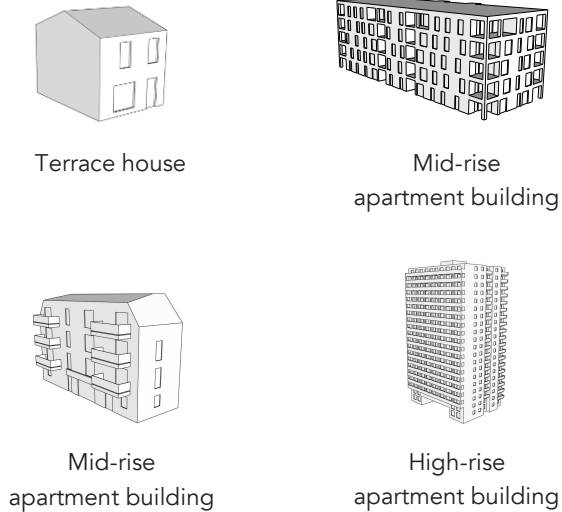 Terrace house
Mid-rise
apartment building
Mid-rise
apartment building
High-rise
apartment building